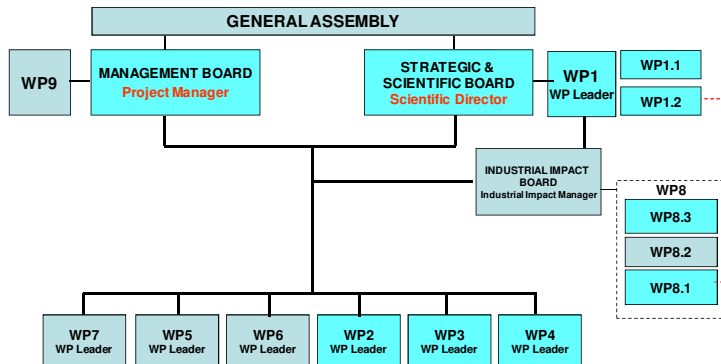 GENERAL ASSEMBLY
WP9
MANAGEMENT BOARD
Project Manager
STRATEGIC &
SCIENTIFIC BOARD
Scientific Director
WP1
WP Leader
WP1.1
WP1.2
INDUSTRIAL IMPACT
BOARD
Industrial Impact Manager
WP8
WP8.3
WP8.2
WP8.1
WP7
WP Leader
WP5
WP Leader
WP6
WP Leader
WP2
WP Leader
WP3
WP Leader
WP4
WP Leader